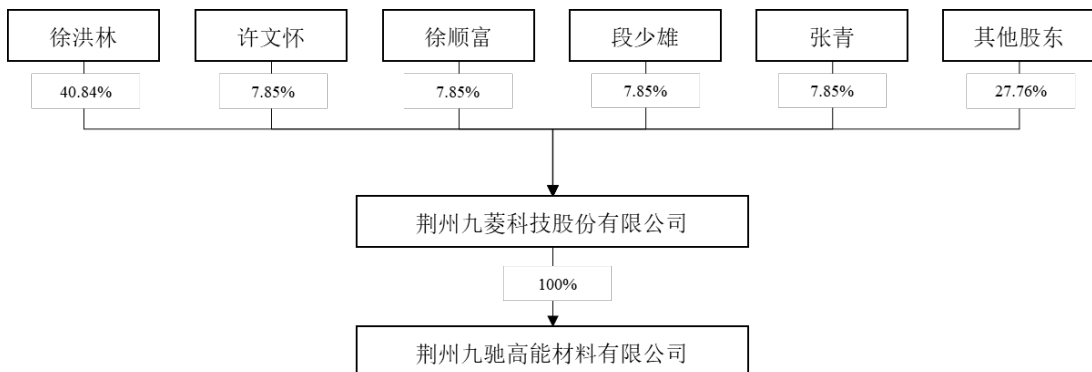 徐洪林
许文怀
徐顺富
段少雄
张青
其他股东
40.84%
7.85%
7.85%
7.85%
7.85%
27.76%
荆州九菱科技股份有限公司
100%
荆州九驰高能材料有限公司